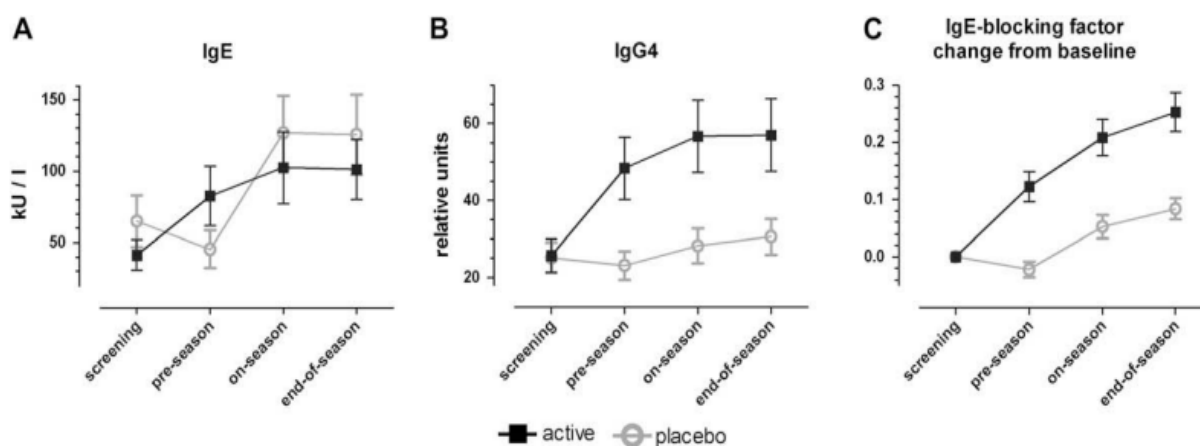 A
IgE
kU / l
150
100
50
screening
pre-season
on-season
end-of-season
B
IgG4
relative units
60
40
20
screening
pre-season
on-season
end-of-season
C
IgE-blocking factor
change from baseline
0.3
0.2
0.1
0.0
screening
pre-season
on-season
end-of-season
active
placebo